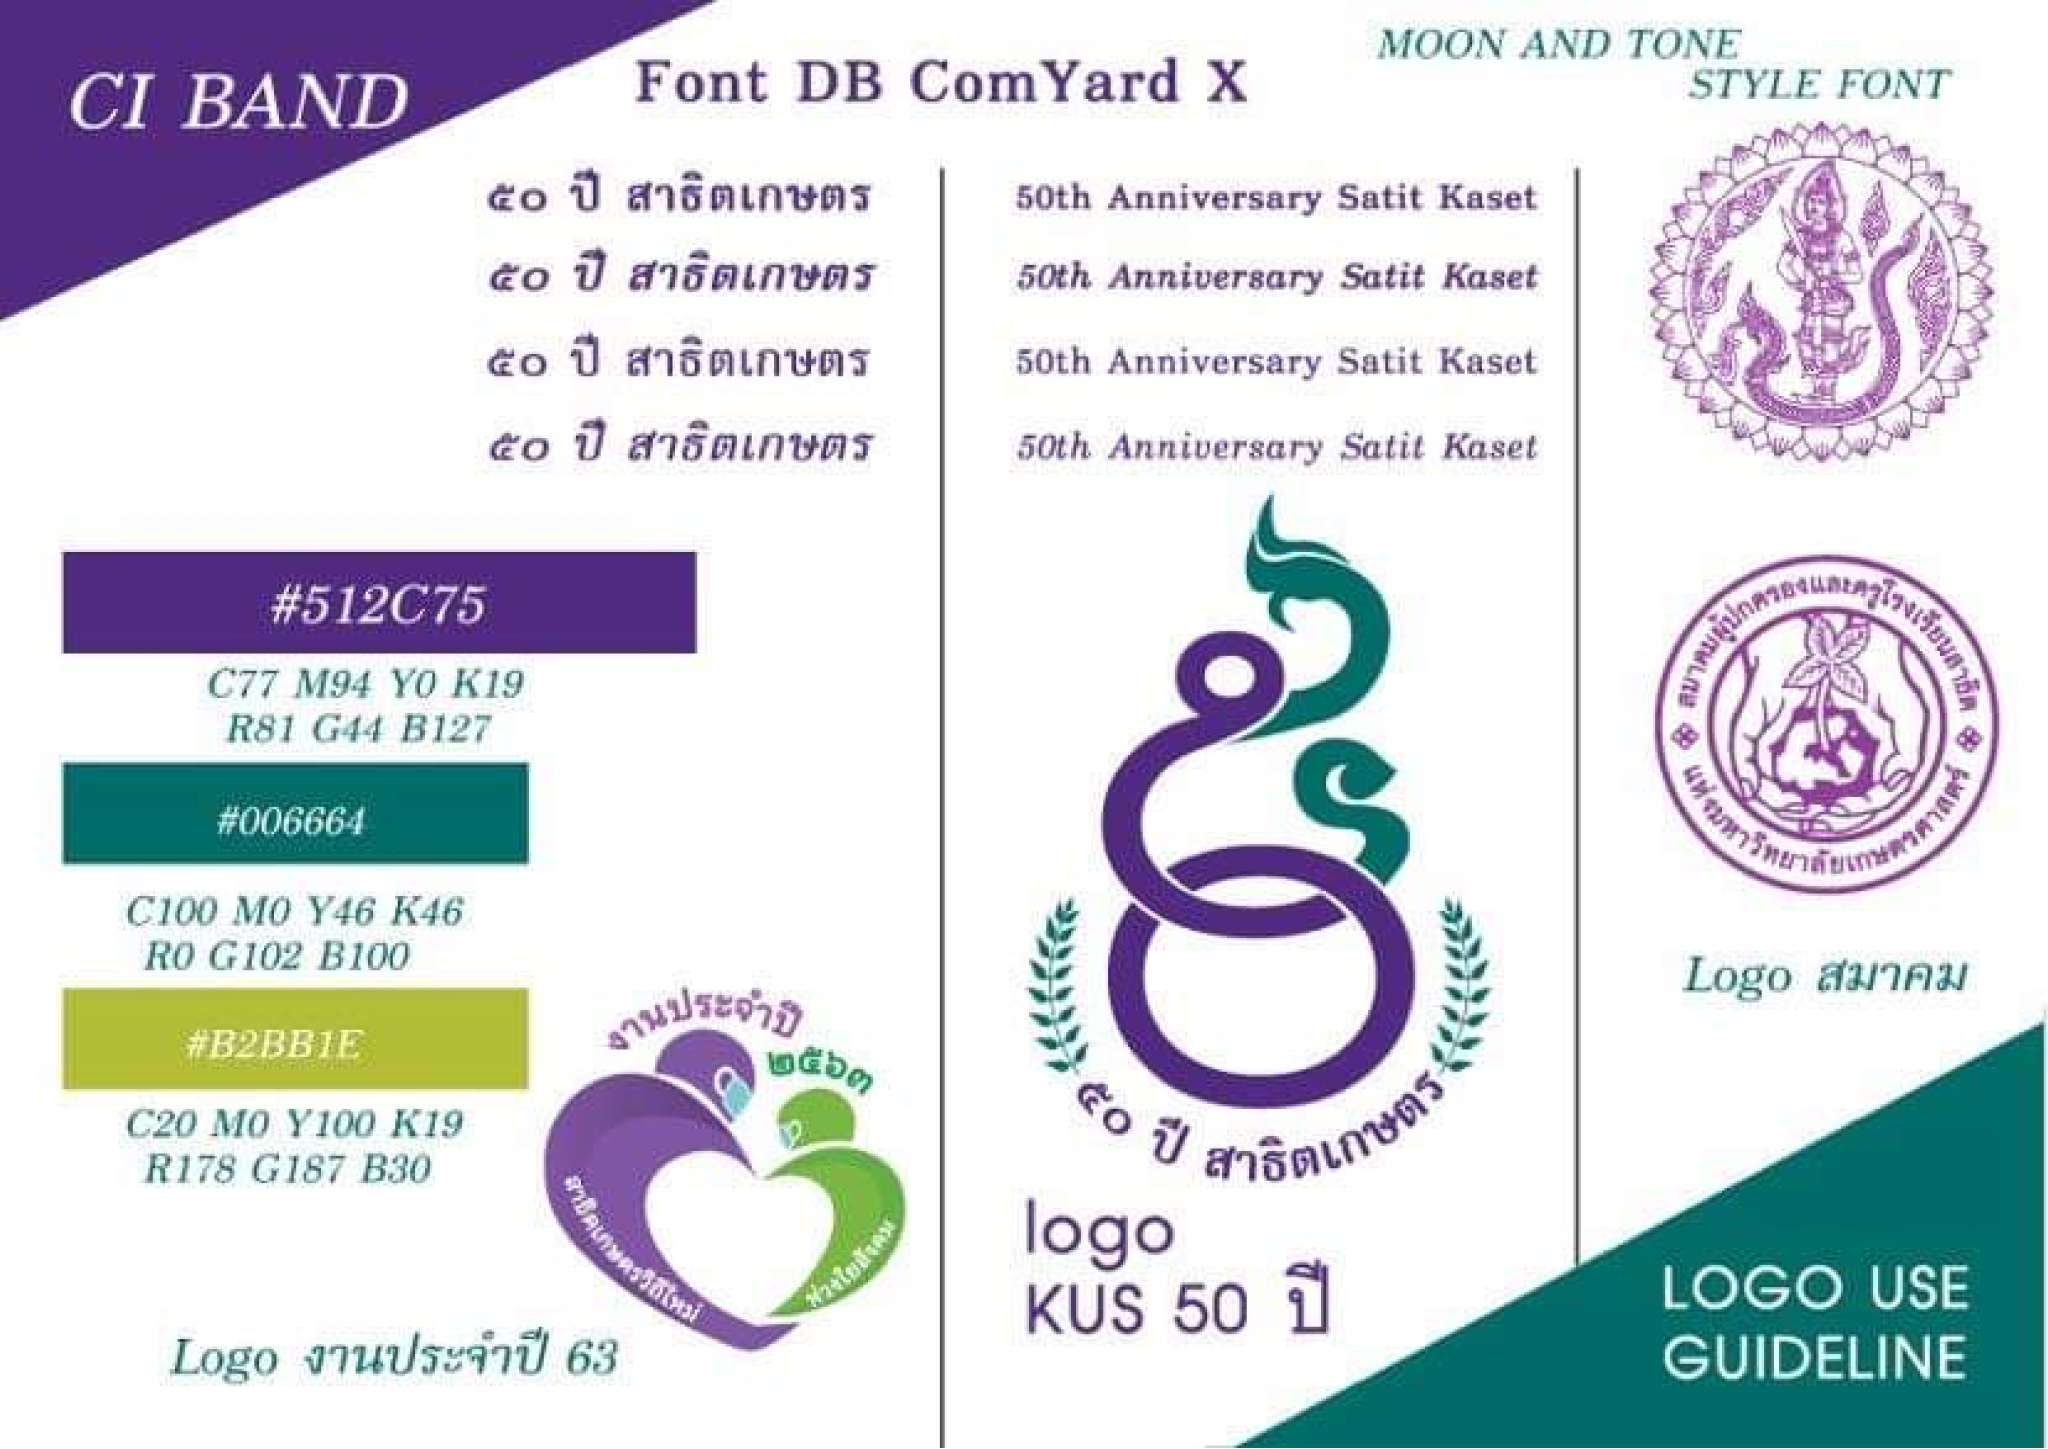 CI BAND
Font DB ComYard X
MOON AND TONE
STYLE FONT
๕๐ ปี สาธิตเกษตร
๕๐ ปี สาธิตเกษตร
๕๐ ปี สาธิตเกษตร
๕๐ ปี สาธิตเกษตร
50th Anniversary Satit Kaset
50th Anniversary Satit Kaset
50th Anniversary Satit Kaset
50th Anniversary Satit Kaset
#512C75
C77 M94 Y0 K19
R81 G44 B127
#006664
C100 M0 Y46 K46
R0 G102 B100
#B2BB1E
C20 M0 Y100 K19
R178 G187 B30
งานประจำปี
๒๕๖๓
สาธิตเกษตรวิถีใหม่
ห่วงใยสังคม
Logo งานประจำปี 63
๕๐ ปี สาธิตเกษตร
logo
KUS 50 ปี
สมาคมผู้ปกครองและครูโรงเรียนสาธิต
แห่งมหาวิทยาลัยเกษตรศาสตร์
Logo สมาคม
LOGO USE
GUIDELINE